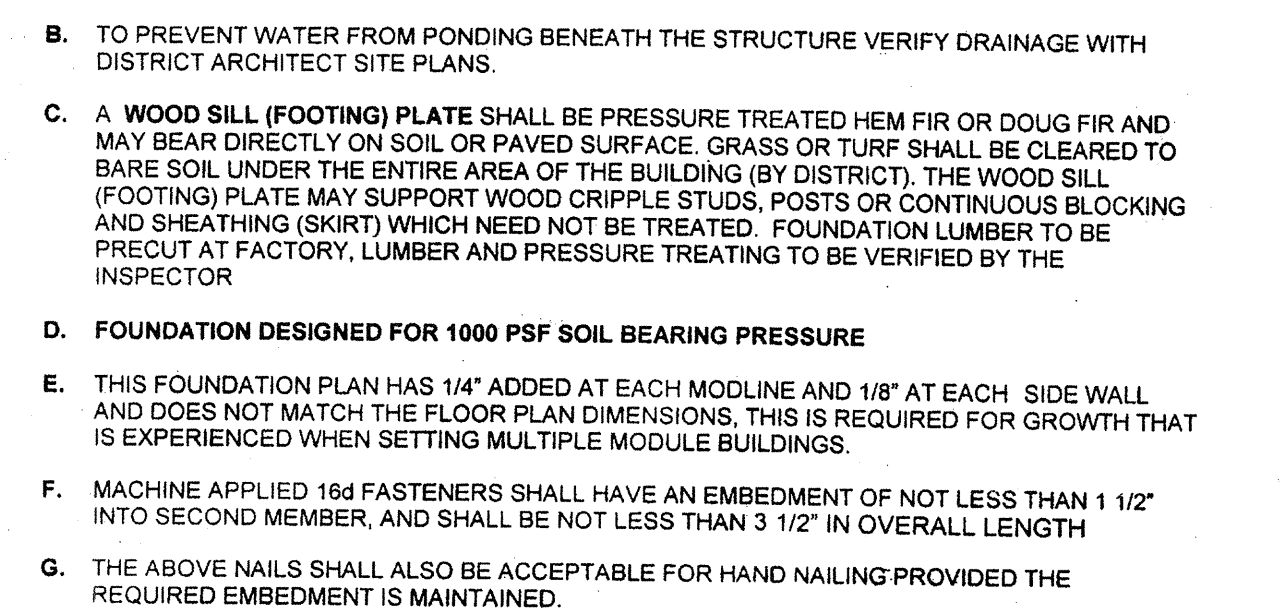 B. TO PREVENT WATER FROM PONDING BENEATH THE STRUCTURE VERIFY DRAINAGE WITH
DISTRICT ARCHITECT SITE PLANS.
C. A WOOD SILL (FOOTING) PLATE SHALL BE PRESSURE TREATED HEM FIR OR DOUG FIR AND
MAY BEAR DIRECTLY ON SOIL OR PAVED SURFACE. GRASS OR TURF SHALL BE CLEARED TO
BARE SOIL UNDER THE ENTIRE AREA OF THE BUILDING (BY DISTRICT). THE WOOD SILL
(FOOTING) PLATE MAY SUPPORT WOOD CRIPPLE STUDS, POSTS OR CONTINUOUS BLOCKING
AND SHEATHING (SKIRT) WHICH NEED NOT BE TREATED. FOUNDATION LUMBER TO BE
PRECUT AT FACTORY, LUMBER AND PRESSURE TREATING TO BE VERIFIED BY THE
INSPECTOR
D. FOUNDATION DESIGNED FOR 1000 PSF SOIL BEARING PRESSURE
E. THIS FOUNDATION PLAN HAS 1/4" ADDED AT EACH MODLINE AND 1/8" AT EACH SIDE WALL
AND DOES NOT MATCH THE FLOOR PLAN DIMENSIONS, THIS IS REQUIRED FOR GROWTH THAT
IS EXPERIENCED WHEN SETTING MULTIPLE MODULE BUILDINGS.
F. MACHINE APPLIED 16d FASTENERS SHALL HAVE AN EMBEDMENT OF NOT LESS THAN 1 1/2"
INTO SECOND MEMBER, AND SHALL BE NOT LESS THAN 3 1/2" IN OVERALL LENGTH
G. THE ABOVE NAILS SHALL ALSO BE ACCEPTABLE FOR HAND NAILING PROVIDED THE
REQUIRED EMBEDMENT IS MAINTAINED.